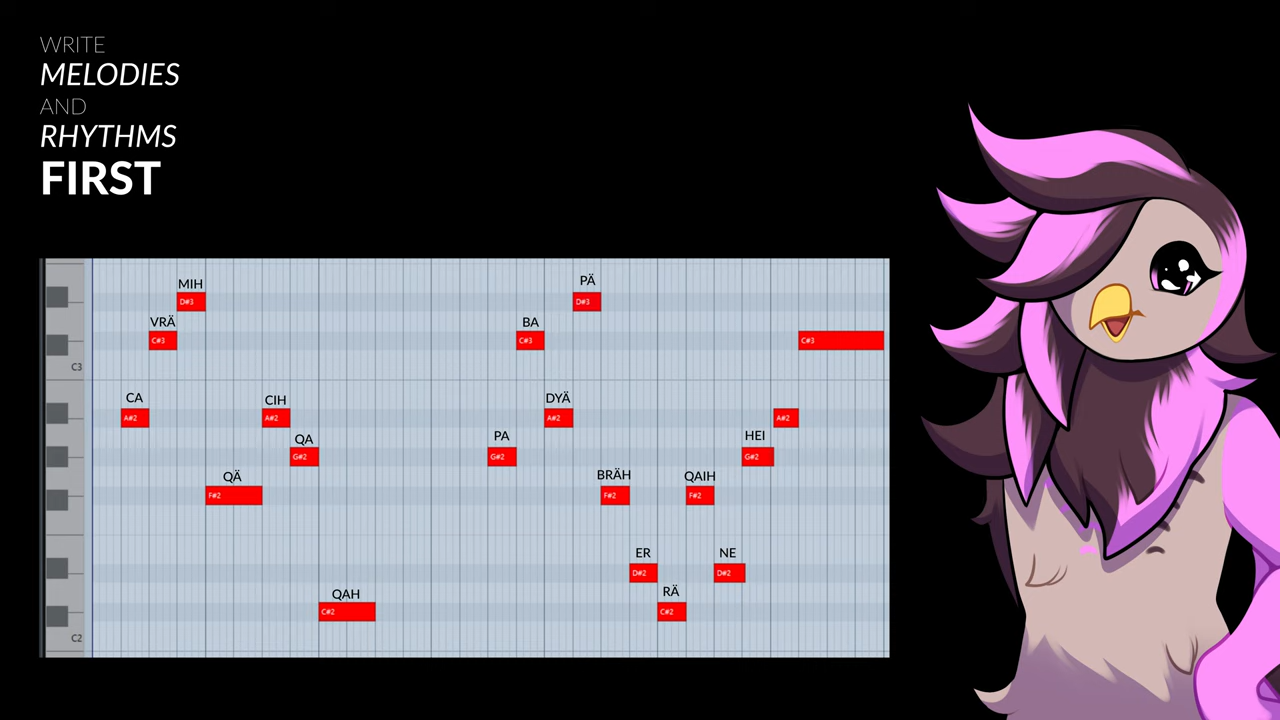 WRITE
MELODIES
AND
RHYTHMS
FIRST
PÄ
MIH
D#3
D#3
VRÄ
BA
C#3
C#3
C#3
C3
CA
CIH
DYÄ
A#2
A#2
A#2
A#2
QA
PA
HEI
G#2
G#2
G#2
QÄ
BRÄH
QAIH
F#2
F#2
F#2
ER
NE
D#2
D#2
QAH
RÄ
C#2
C#2
C2